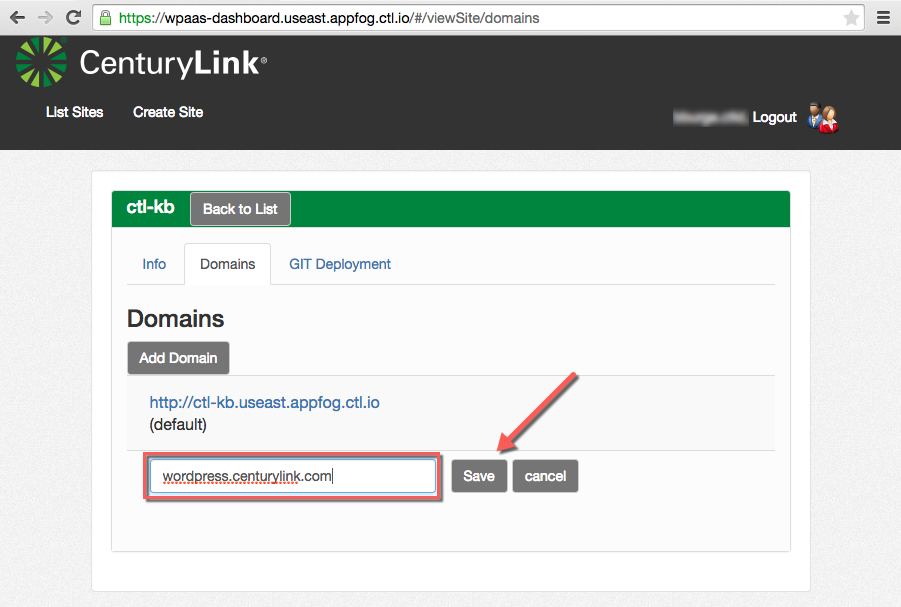 https://wpaas-dashboard.useast.appfog.ctl.io/#/viewSite/domains
CenturyLink®
List Sites Create Site
Logout
ctl-kb Back to List
Info Domains GIT Deployment
Domains
Add Domain
http://ctl-kb.useast.appfog.ctl.io
(default)
wordpress.centurylink.com Save cancel